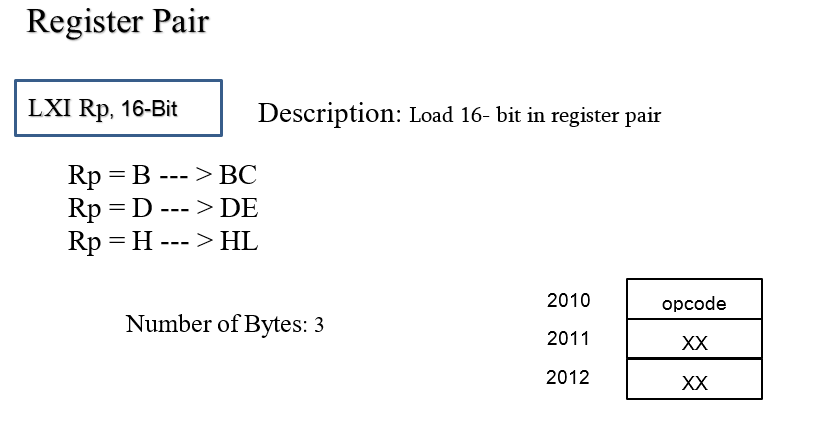 Register Pair
LXI Rp, 16-Bit
Description: Load 16- bit in register pair
Rp = B --- > BC
Rp = D --- > DE
Rp = H --- > HL
Number of Bytes: 3
2010 opcode
2011 XX
2012 XX